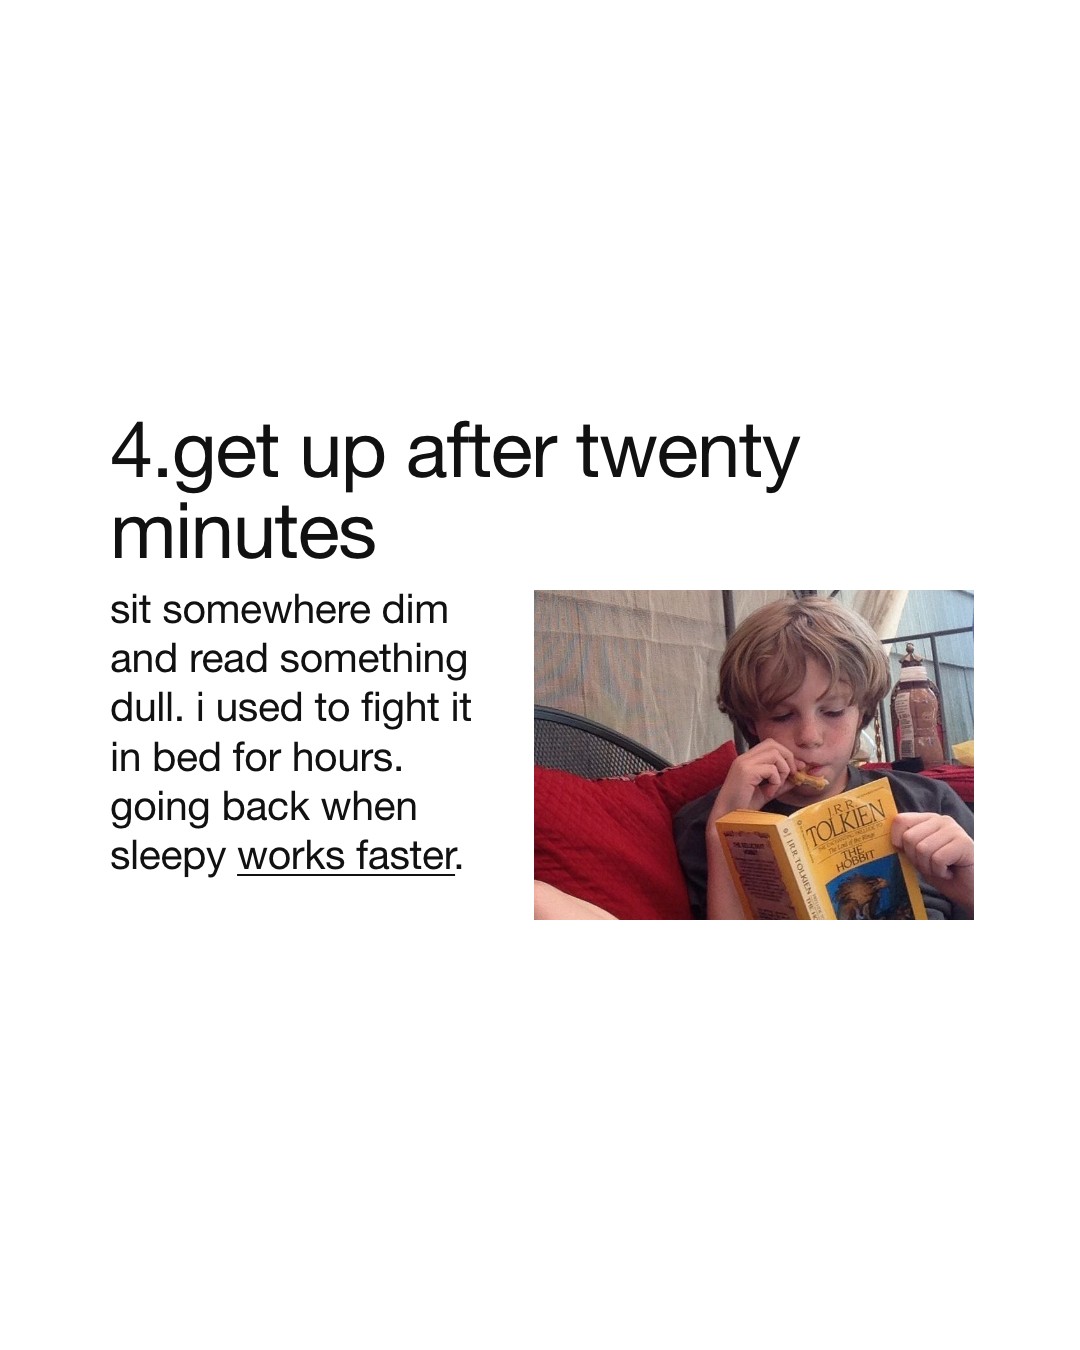 4.get up after twenty
minutes
sit somewhere dim
and read something
dull. i used to fight it
in bed for hours.
going back when
sleepy works faster.
J.R.R.
TOLKIEN
THE
HOBBIT
J.R.R. TOLKIEN